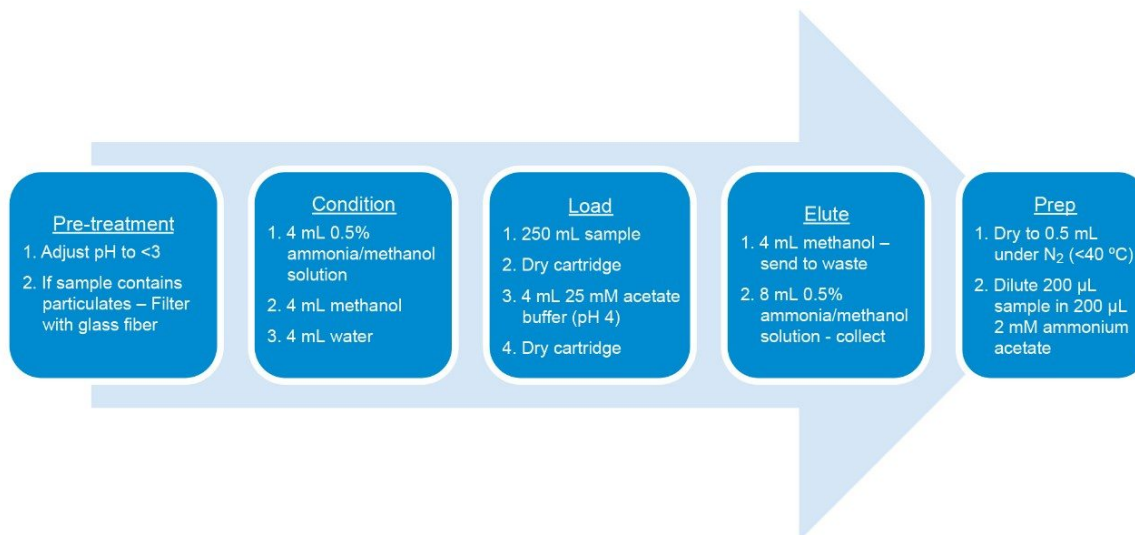 Pre-treatment
1. Adjust pH to <3
2. If sample contains
particulates – Filter
with glass fiber
Condition
1. 4 mL 0.5%
ammonia/methanol
solution
2. 4 mL methanol
3. 4 mL water
Load
1. 250 mL sample
2. Dry cartridge
3. 4 mL 25 mM acetate
buffer (pH 4)
4. Dry cartridge
Elute
1. 4 mL methanol –
send to waste
2. 8 mL 0.5%
ammonia/methanol
solution - collect
Prep
1. Dry to 0.5 mL
under N₂ (<40 ºC)
2. Dilute 200 µL
sample in 200 µL
2 mM ammonium
acetate